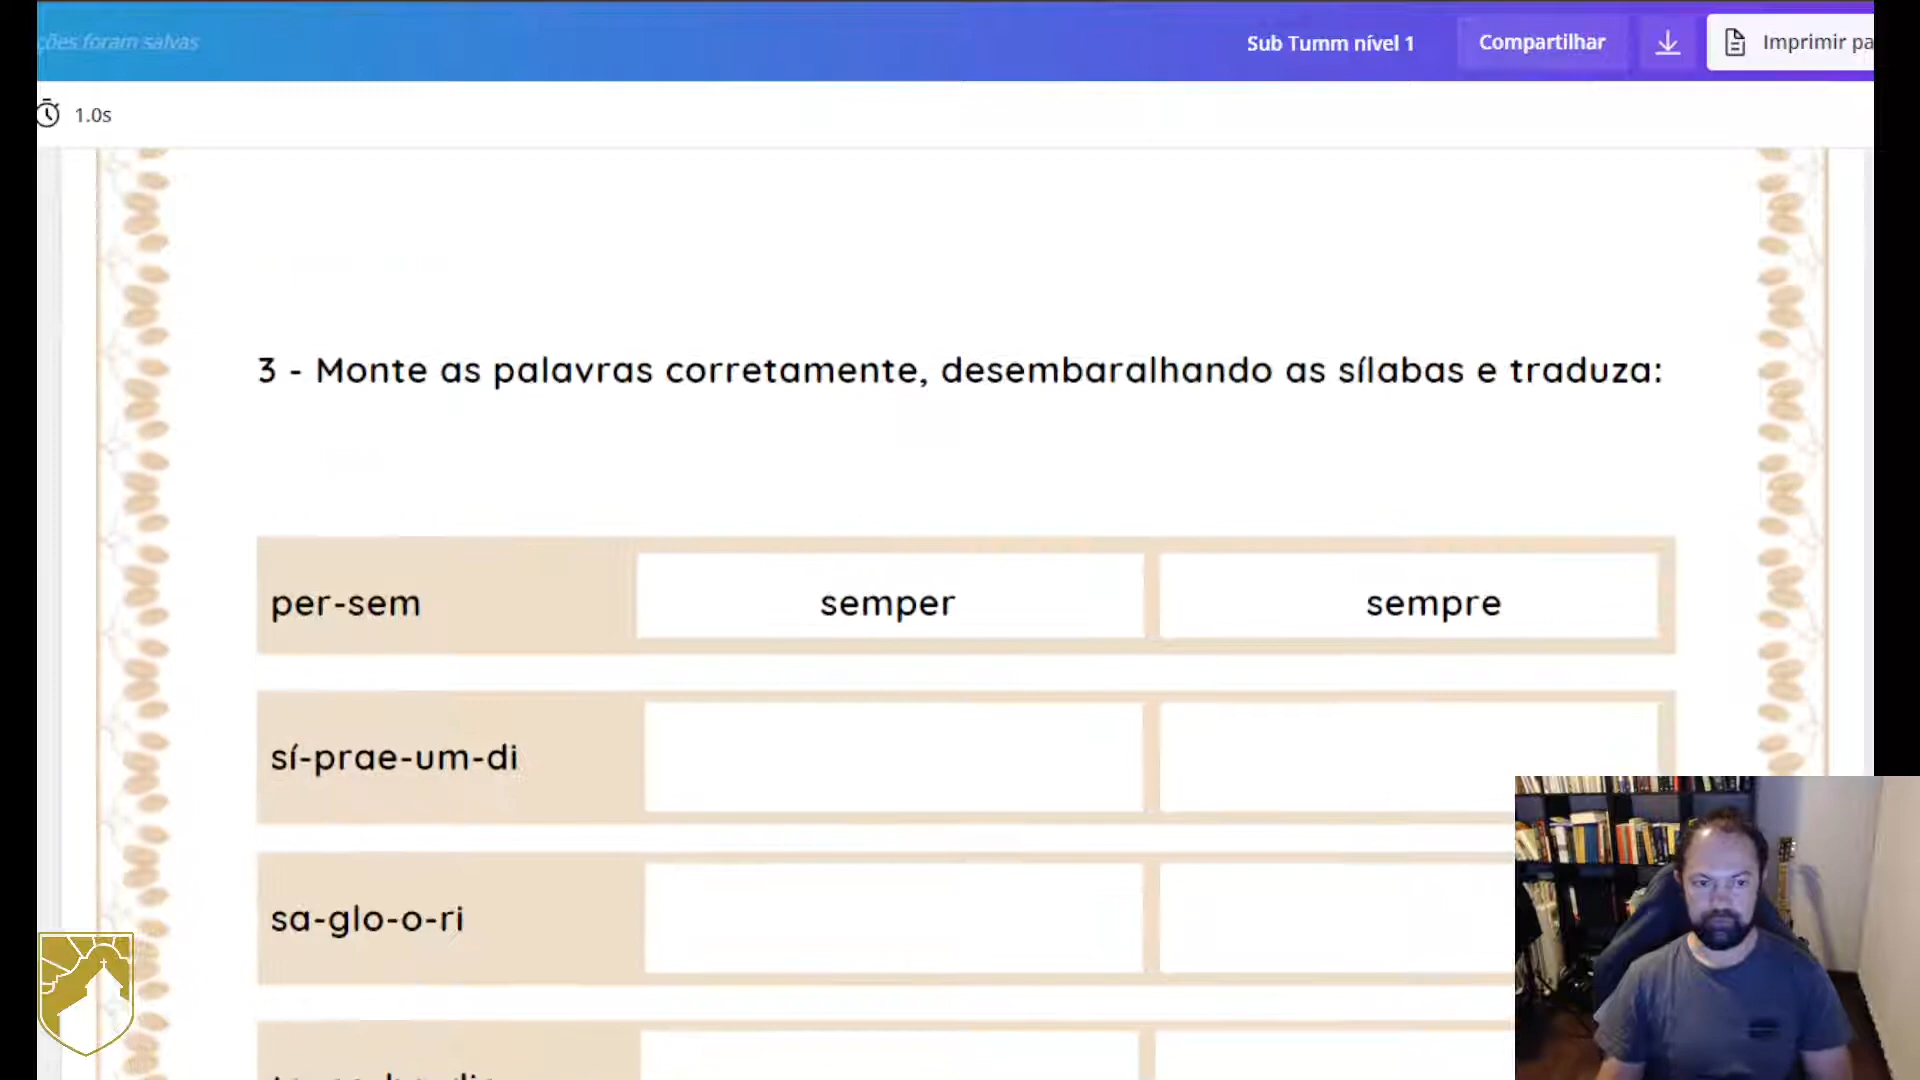 ções foram salvas
Sub Tumm nível 1
Compartilhar
Imprimir pa
1.0s
3 - Monte as palavras corretamente, desembaralhando as sílabas e traduza:
per-sem
semper
sempre
sí-prae-um-di
sa-glo-o-ri